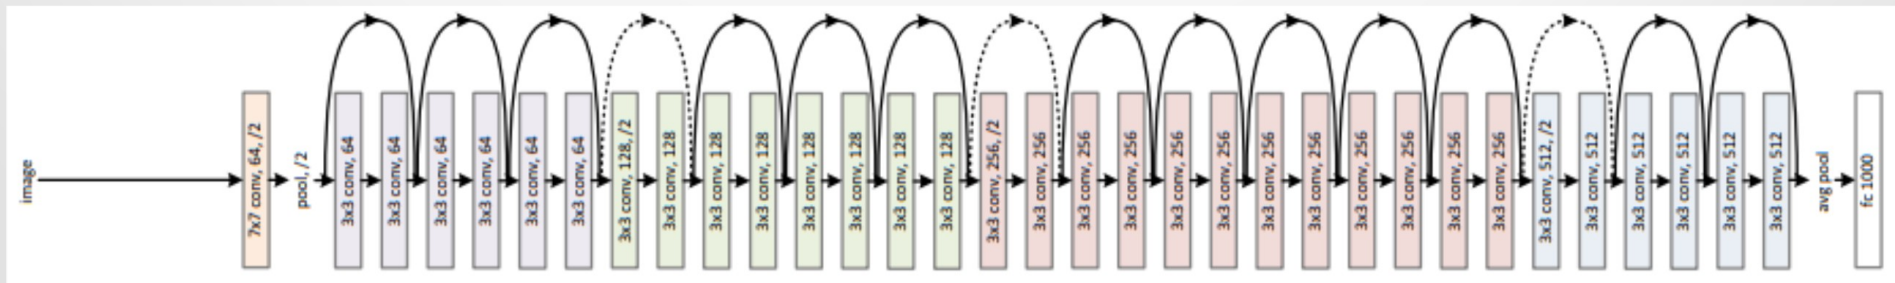 image
7x7 conv, 64, /2
pool, /2
3x3 conv, 64
3x3 conv, 64
3x3 conv, 64
3x3 conv, 64
3x3 conv, 64
3x3 conv, 64
3x3 conv, 128, /2
3x3 conv, 128
3x3 conv, 128
3x3 conv, 128
3x3 conv, 128
3x3 conv, 128
3x3 conv, 128
3x3 conv, 128
3x3 conv, 256, /2
3x3 conv, 256
3x3 conv, 256
3x3 conv, 256
3x3 conv, 256
3x3 conv, 256
3x3 conv, 256
3x3 conv, 256
3x3 conv, 256
3x3 conv, 256
3x3 conv, 256
3x3 conv, 256
3x3 conv, 512, /2
3x3 conv, 512
3x3 conv, 512
3x3 conv, 512
3x3 conv, 512
3x3 conv, 512
avg pool
fc 1000